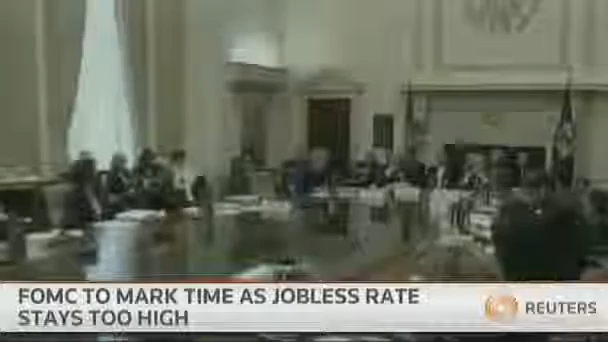 FOMC TO MARK TIME AS JOBLESS RATE
STAYS TOO HIGH
REUTERS